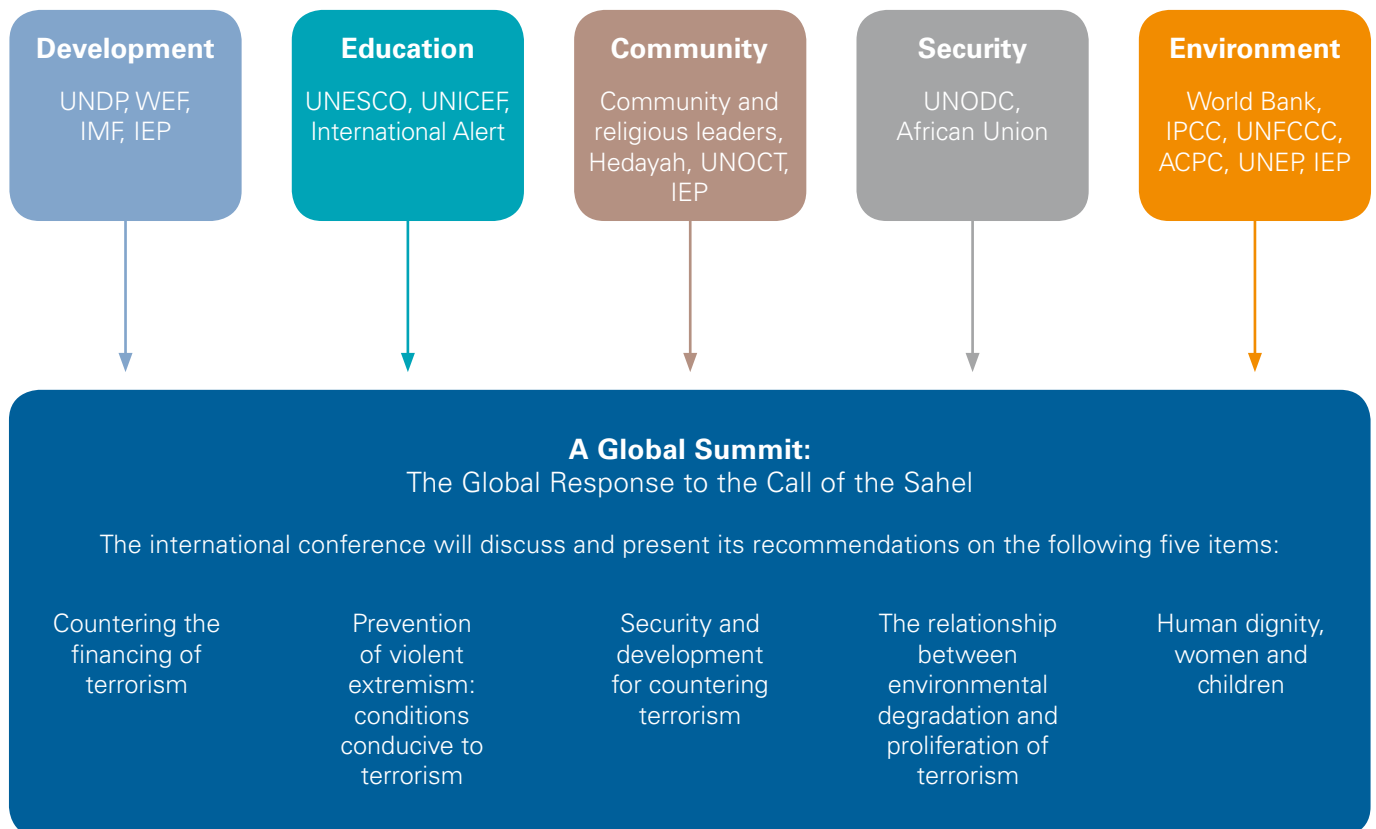 Development
UNDP, WEF,
IMF, IEP
Education
UNESCO, UNICEF,
International Alert
Community
Community and
religious leaders,
Hedayah, UNOCT,
IEP
Security
UNODC,
African Union
Environment
World Bank,
IPCC, UNFCCC,
ACPC, UNEP, IEP
A Global Summit:
The Global Response to the Call of the Sahel
The international conference will discuss and present its recommendations on the following five items:
Countering the
financing of
terrorism
Prevention
of violent
extremism:
conditions
conducive to
terrorism
Security and
development
for countering
terrorism
The relationship
between
environmental
degradation and
proliferation of
terrorism
Human dignity,
women and
children